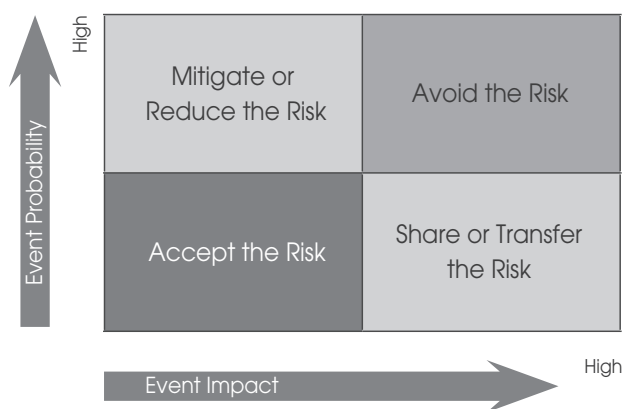 High
Event Probability
Mitigate or
Reduce the Risk
Avoid the Risk
Accept the Risk
Share or Transfer
the Risk
High
Event Impact